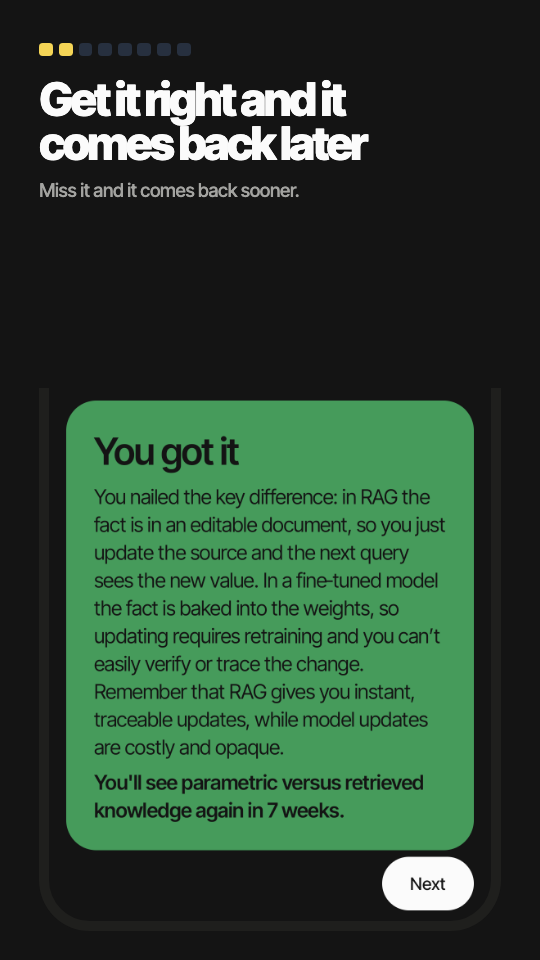 Get it right and it
comes back later
Miss it and it comes back sooner.
You got it
You nailed the key difference: in RAG the
fact is in an editable document, so you just
update the source and the next query
sees the new value. In a fine-tuned model
the fact is baked into the weights, so
updating requires retraining and you can’t
easily verify or trace the change.
Remember that RAG gives you instant,
traceable updates, while model updates
are costly and opaque.
You'll see parametric versus retrieved
knowledge again in 7 weeks.
Next